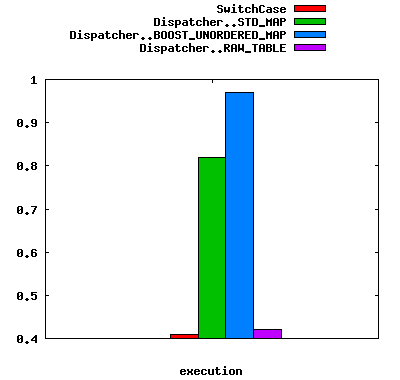 SwitchCase
Dispatcher..STD_MAP
Dispatcher..BOOST_UNORDERED_MAP
Dispatcher..RAW_TABLE
1
0.9
0.8
0.7
0.6
0.5
0.4
execution